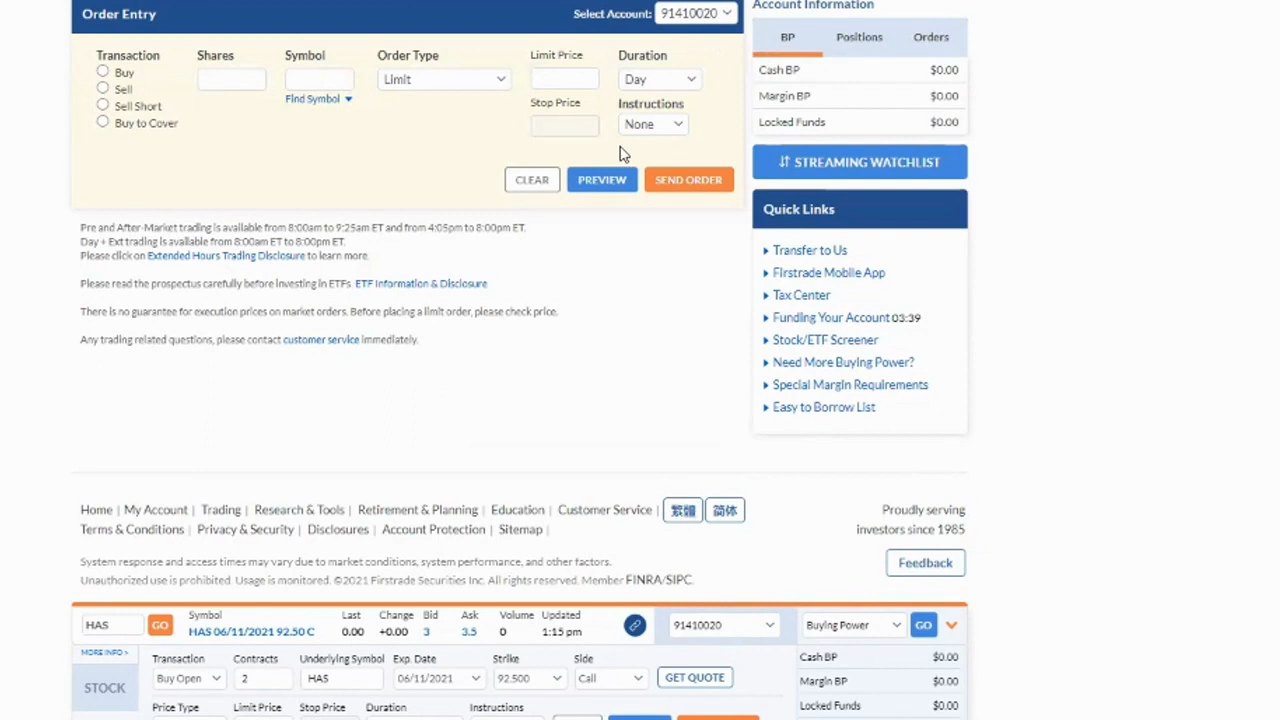 Order Entry
Select Account: 91410020
Account Information
Transaction
Buy
Sell
Sell Short
Buy to Cover
Shares
Symbol
Find Symbol
Order Type
Limit
Limit Price
Stop Price
Duration
Day
Instructions
None
CLEAR
PREVIEW
SEND ORDER
BP Positions Orders
Cash BP $0.00
Margin BP $0.00
Locked Funds $0.00
STREAMING WATCHLIST
Quick Links
Transfer to Us
Firstrade Mobile App
Tax Center
Funding Your Account 03:39
Stock/ETF Screener
Need More Buying Power?
Special Margin Requirements
Easy to Borrow List
Pre and After-Market trading is available from 8:00am to 9:25am ET and from 4:05pm to 8:00pm ET.
Day + Ext trading is available from 8:00am ET to 8:00pm ET.
Please click on Extended Hours Trading Disclosure to learn more.
Please read the prospectus carefully before investing in ETFs. ETF Information & Disclosure
There is no guarantee for execution prices on market orders. Before placing a limit order, please check price.
Any trading related questions, please contact customer service immediately.
Home | My Account | Trading | Research & Tools | Retirement & Planning | Education | Customer Service | 繁體 简体
Terms & Conditions | Privacy & Security | Disclosures | Account Protection | Sitemap |
Proudly serving
investors since 1985
Feedback
System response and access times may vary due to market conditions, system performance, and other factors.
Unauthorized use is prohibited. Usage is monitored. ©2021 Firstrade Securities Inc. All rights reserved. Member FINRA/SIPC.
HAS GO
Symbol Last Change Bid Ask Volume Updated
HAS 06/11/2021 92.50 C 0.00 +0.00 3 3.5 0 1:15 pm
91410020
Buying Power GO
MORE INFO >
STOCK
Transaction Contracts Underlying Symbol Exp. Date Strike Side
Buy Open 2 HAS 06/11/2021 92.500 Call GET QUOTE
Price Type Limit Price Stop Price Duration Instructions
Cash BP $0.00
Margin BP $0.00
Locked Funds $0.00